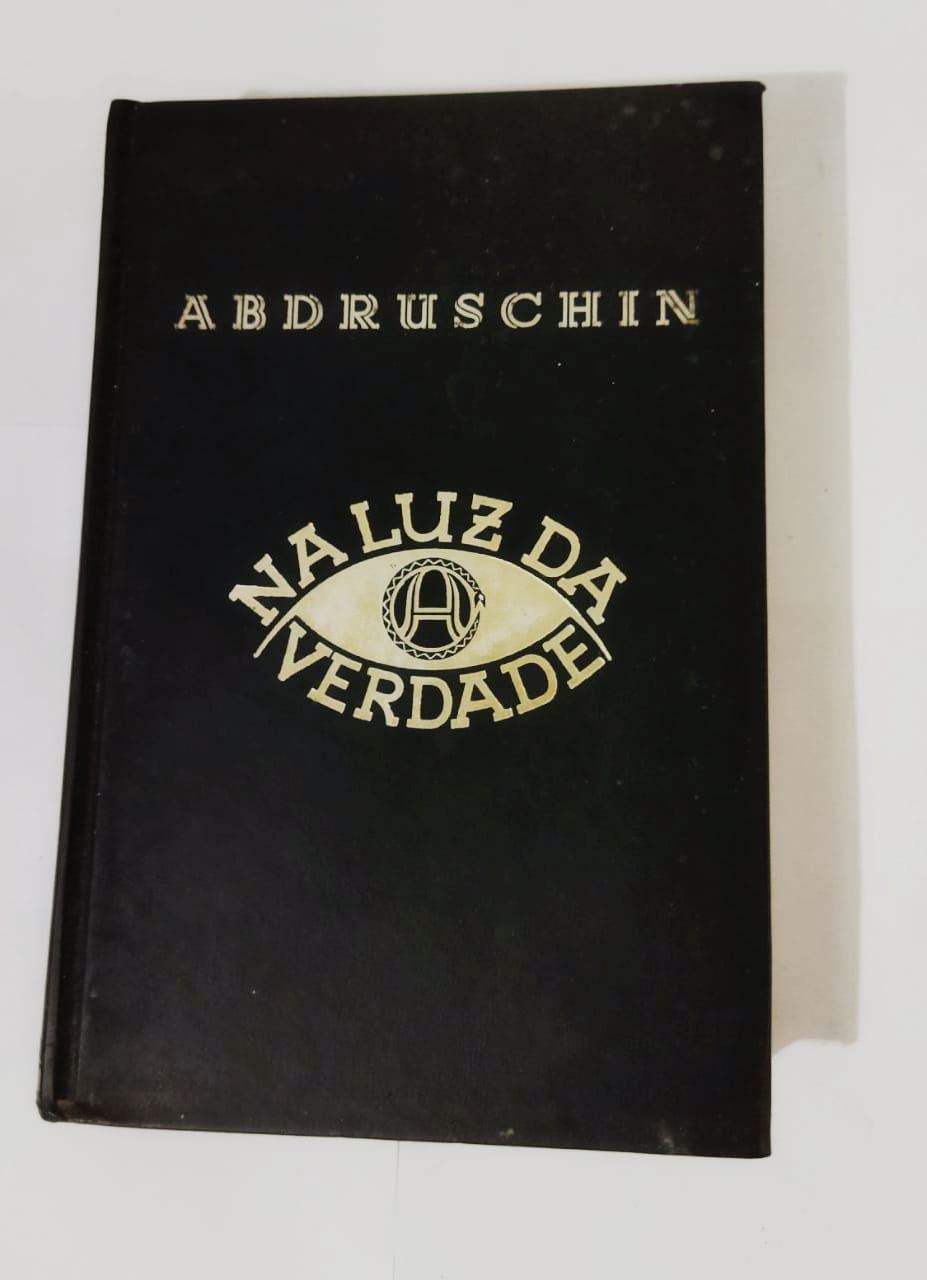 ABDRUSCHIN
NA LUZ DA
A
VERDADE